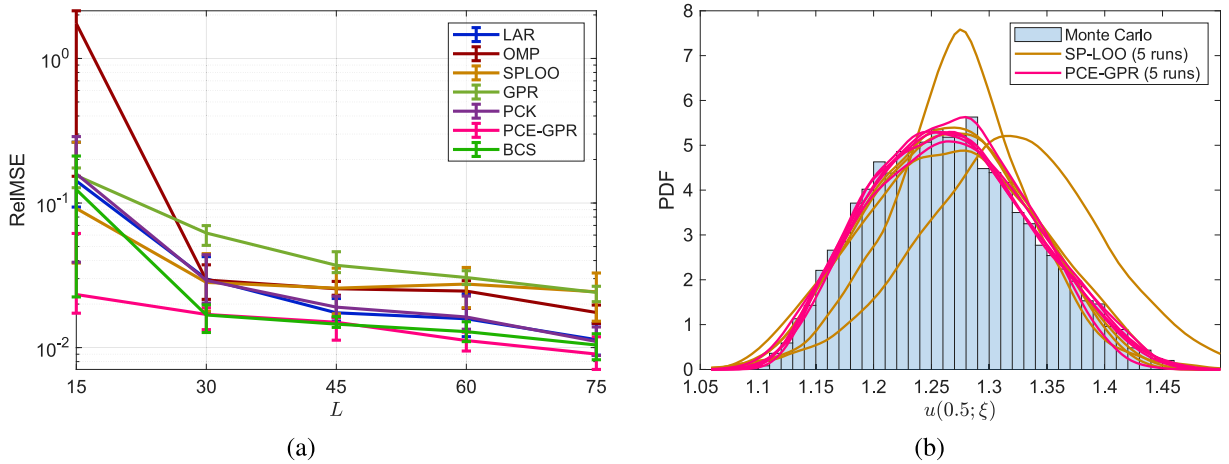 RelMSE
10^0
10^-1
10^-2
15
30
45
60
75
L
LAR
OMP
SPLOO
GPR
PCK
PCE-GPR
BCS
(a)
PDF
8
7
6
5
4
3
2
1
0
1.05
1.1
1.15
1.2
1.25
1.3
1.35
1.4
1.45
u(0.5; ξ)
Monte Carlo
SP-LOO (5 runs)
PCE-GPR (5 runs)
(b)